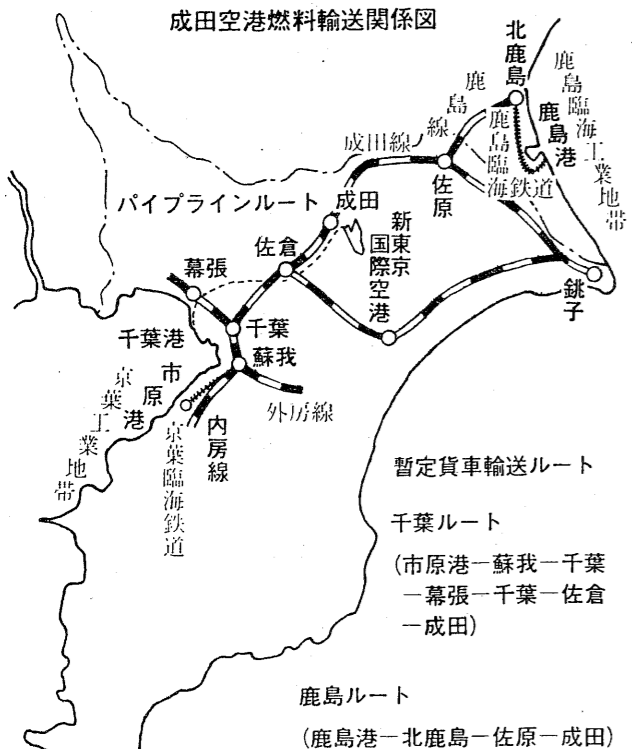 成田空港燃料輸送関係図
北鹿島
鹿島臨海工業地帯
鹿島港
鹿島線
鹿島臨海鉄道
成田線
佐原
パイプラインルート
成田
新東京
国際空港
佐倉
幕張
銚子
千葉港
千葉
蘇我
市原港
京葉工業地帯
外房線
内房線
京葉臨海鉄道
暫定貨車輸送ルート
千葉ルート
(市原港ー蘇我ー千葉
ー幕張ー千葉ー佐倉
ー成田)
鹿島ルート
(鹿島港ー北鹿島ー佐原ー成田)